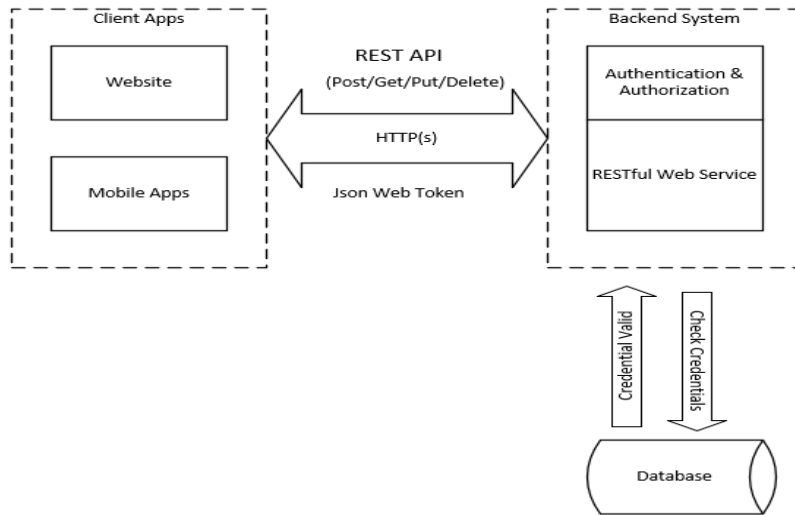 Client Apps
Website
Mobile Apps
REST API
(Post/Get/Put/Delete)
HTTP(s)
Json Web Token
Backend System
Authentication &
Authorization
RESTful Web Service
Credential Valid
Check Credentials
Database